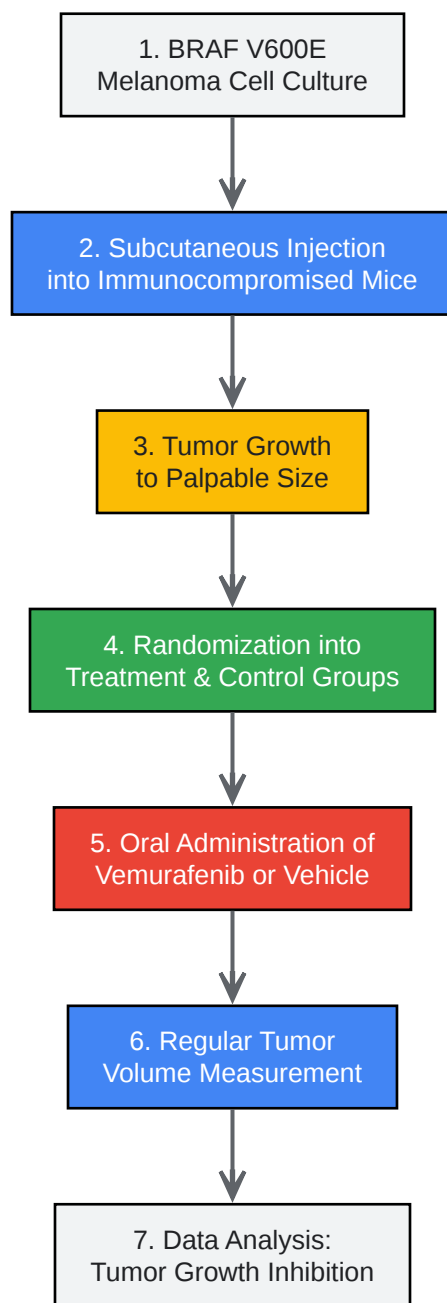 1. BRAF V600E
Melanoma Cell Culture
2. Subcutaneous Injection
into Immunocompromised Mice
3. Tumor Growth
to Palpable Size
4. Randomization into
Treatment & Control Groups
5. Oral Administration of
Vemurafenib or Vehicle
6. Regular Tumor
Volume Measurement
7. Data Analysis:
Tumor Growth Inhibition